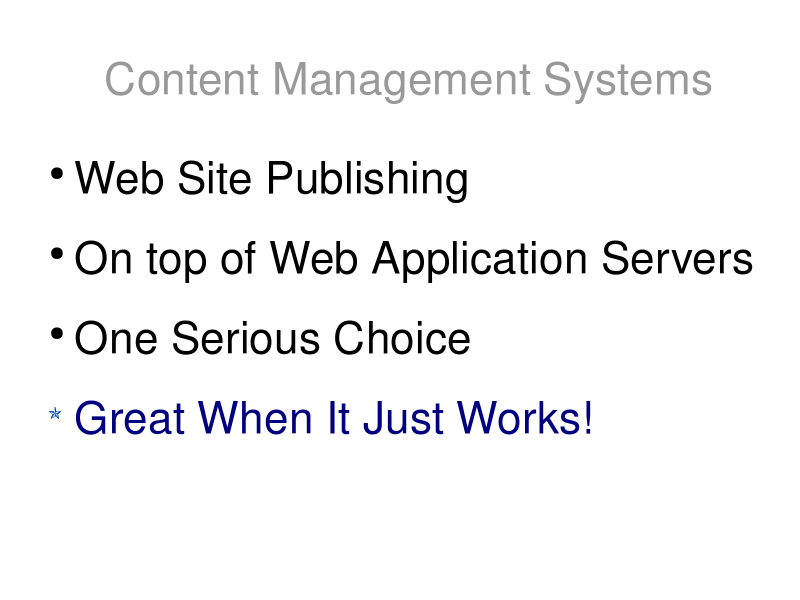 Content Management Systems
• Web Site Publishing
• On top of Web Application Servers
• One Serious Choice
* Great When It Just Works!